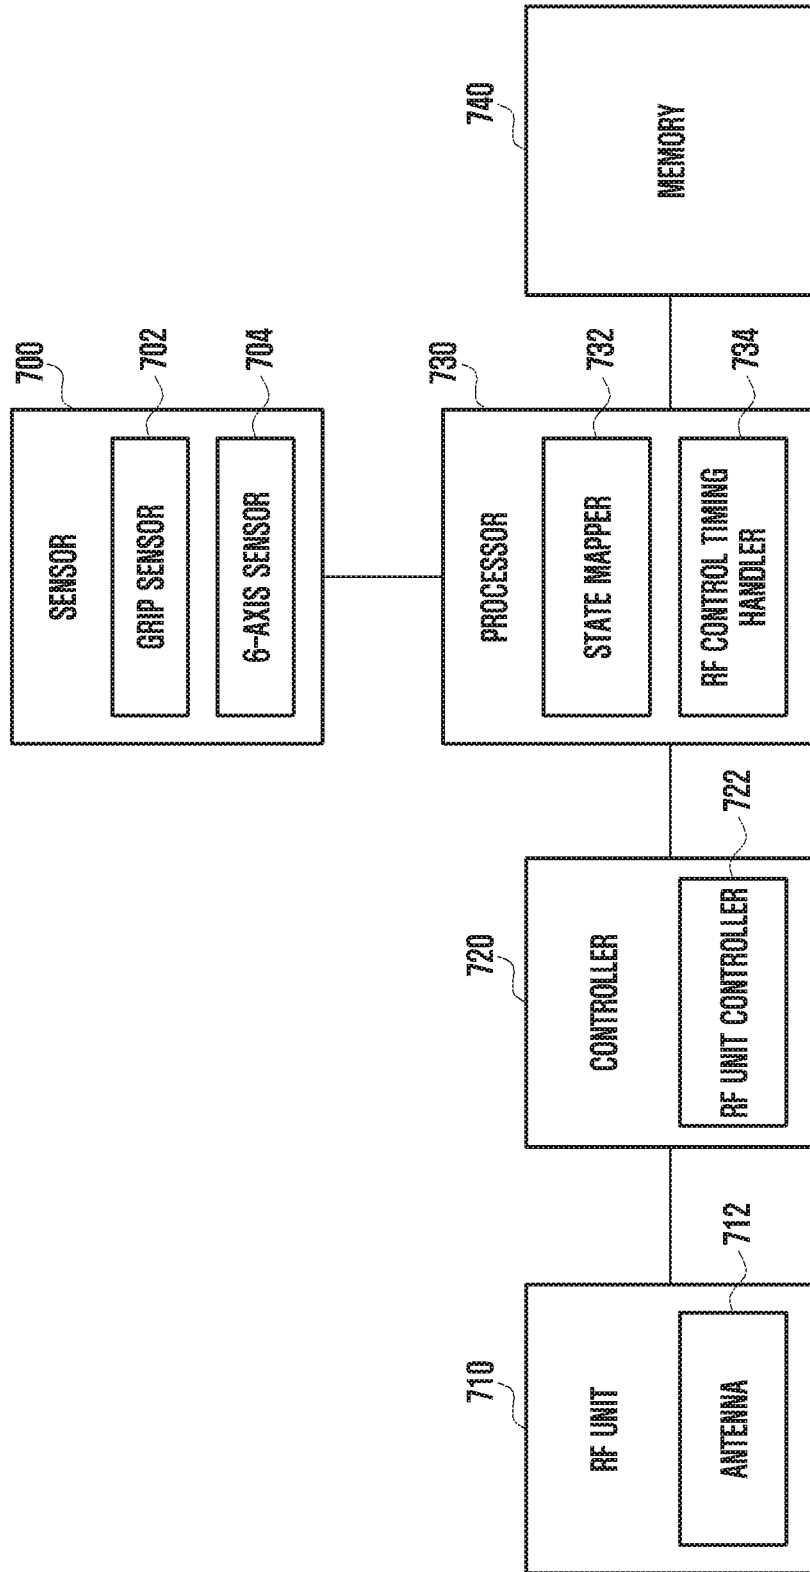 700
SENSOR
GRIP SENSOR
702
6-AXIS SENSOR
704
710
RF UNIT
ANTENNA
712
720
CONTROLLER
RF UNIT CONTROLLER
722
730
PROCESSOR
STATE MAPPER
732
RF CONTROL TIMING
HANDLER
734
740
MEMORY